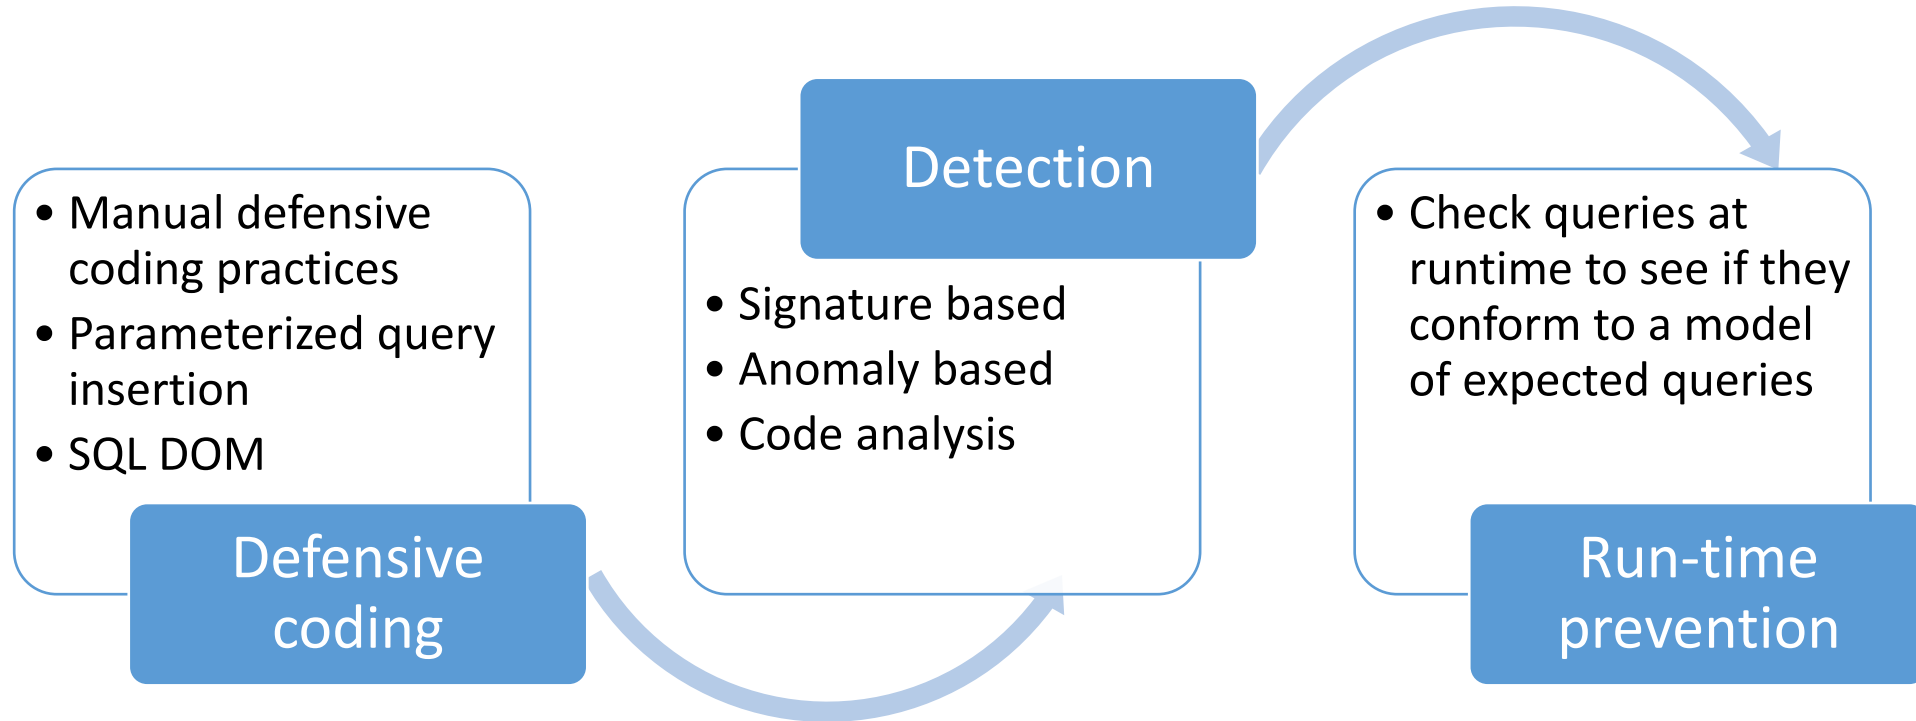 • Manual defensive
coding practices
• Parameterized query
insertion
• SQL DOM
Defensive
coding
Detection
• Signature based
• Anomaly based
• Code analysis
• Check queries at
runtime to see if they
conform to a model
of expected queries
Run-time
prevention